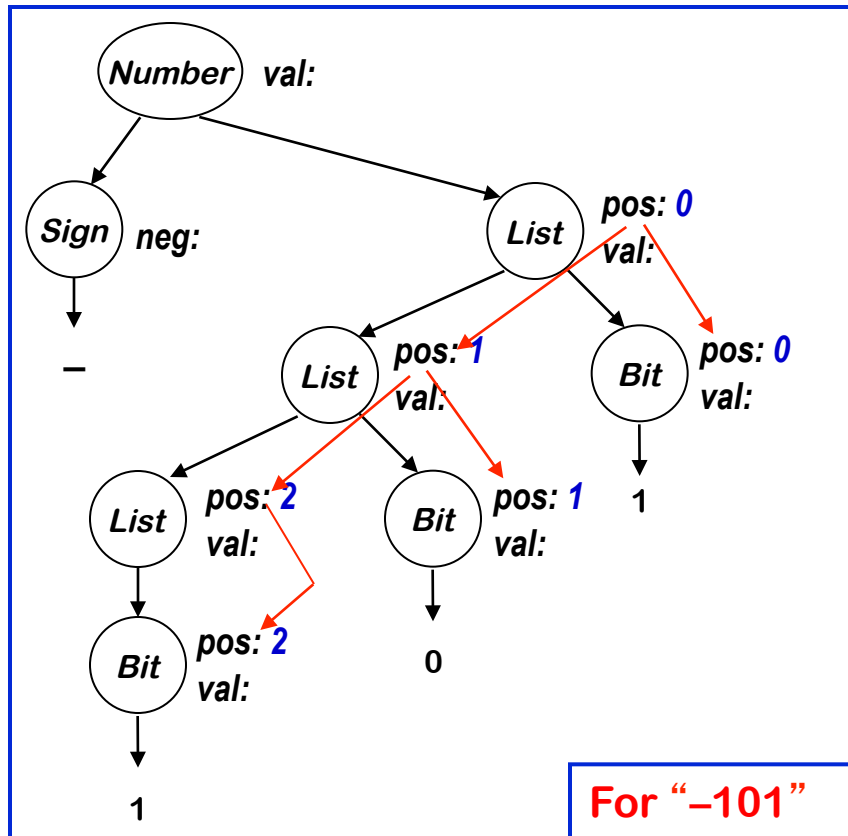 Number val:
Sign neg:
List pos: 0
val:
–
List pos: 1
val:
Bit pos: 0
val:
List pos: 2
val:
Bit pos: 1
val:
1
Bit pos: 2
val:
0
1
For “–101”